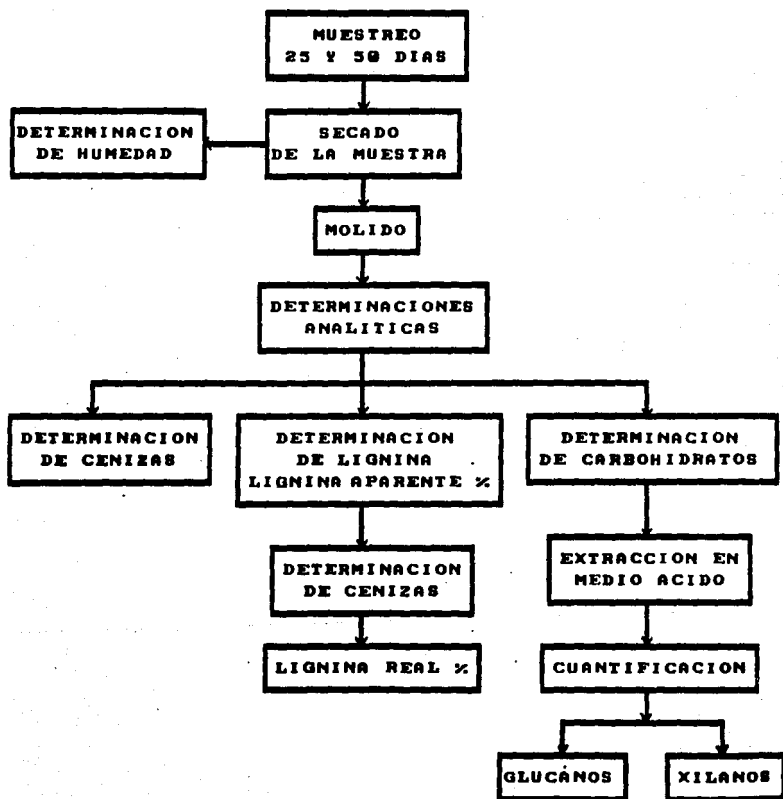 MUESTREO
25 Y 50 DIAS
DETERMINACION
DE HUMEDAD
SECADO
DE LA MUESTRA
MOLIDO
DETERMINACIONES
ANALITICAS
DETERMINACION
DE CENIZAS
DETERMINACION
DE LIGNINA
LIGNINA APARENTE %
DETERMINACION
DE CARBOHIDRATOS
DETERMINACION
DE CENIZAS
EXTRACCION EN
MEDIO ACIDO
LIGNINA REAL %
CUANTIFICACION
GLUCÁNOS
XILANOS